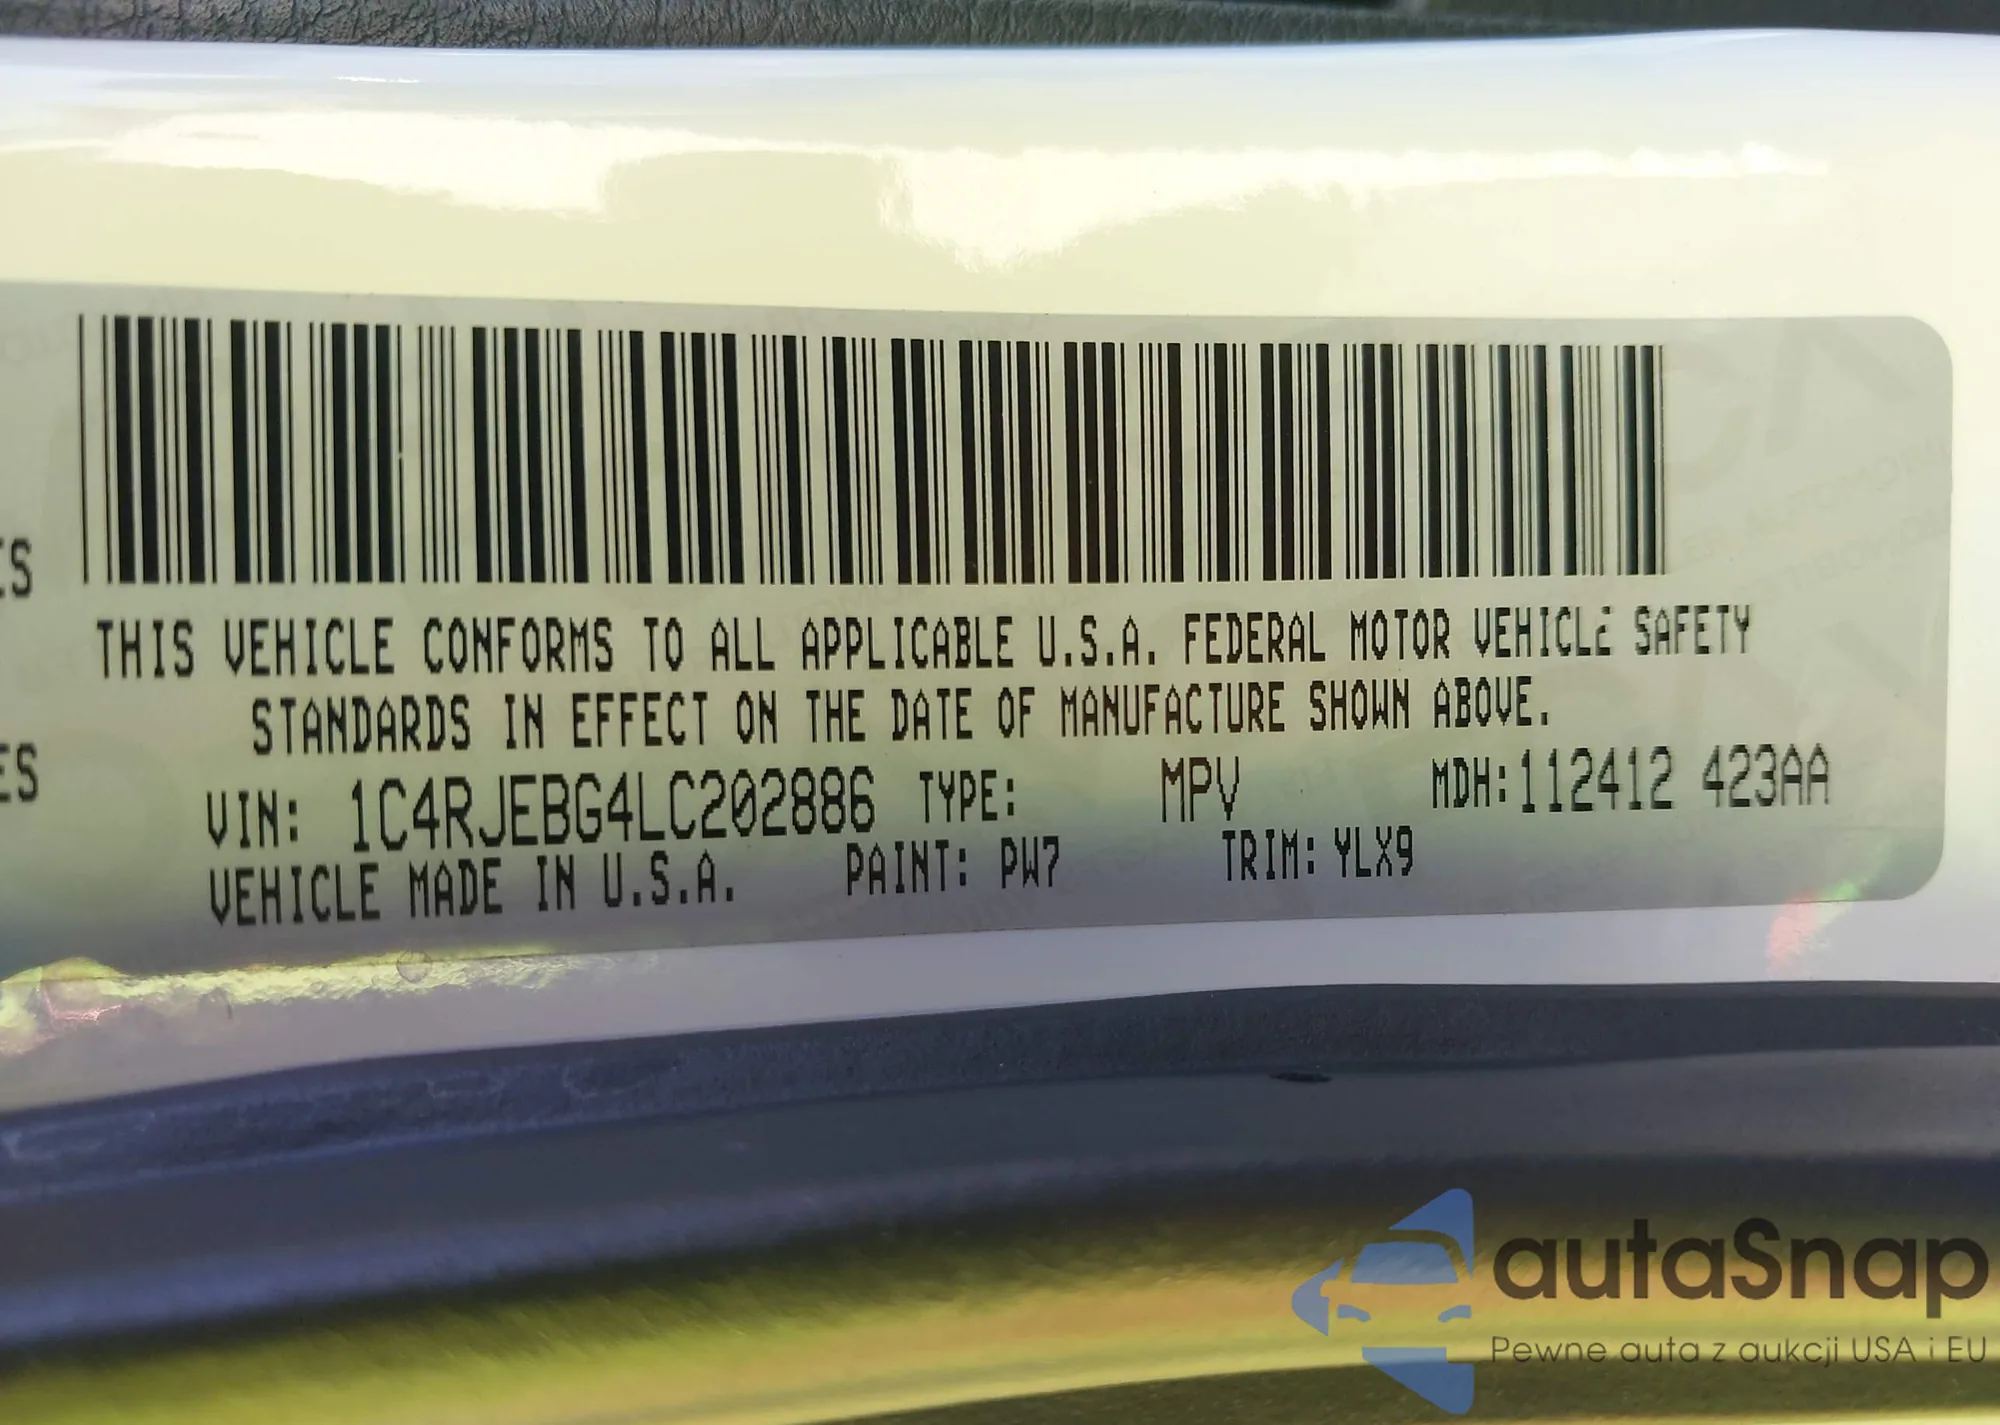 ES
THIS VEHICLE CONFORMS TO ALL APPLICABLE U.S.A. FEDERAL MOTOR VEHICLE SAFETY
STANDARDS IN EFFECT ON THE DATE OF MANUFACTURE SHOWN ABOVE.
ES
VIN: 1C4RJEBG4LC202886 TYPE: MPV MDH:112412 423AA
VEHICLE MADE IN U.S.A. PAINT: PW7 TRIM: YLX9
autaSnap
Pewne auta z aukcji USA i EU